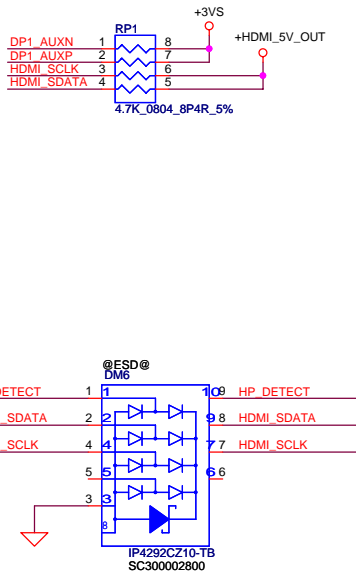 +3VS
RP1
+HDMI_5V_OUT
DP1_AUXN 1 8
DP1_AUXP 2 7
HDMI_SCLK 3 6
HDMI_SDATA 4 5
4.7K_0804_8P4R_5%
@ESD@
DM6
DETECT 1 1 10 9 HP_DETECT
_SDATA 2 2 9 8 HDMI_SDATA
_SCLK 4 4 7 7 HDMI_SCLK
5 5 6 6
3 3
8
IP4292CZ10-TB
SC300002800